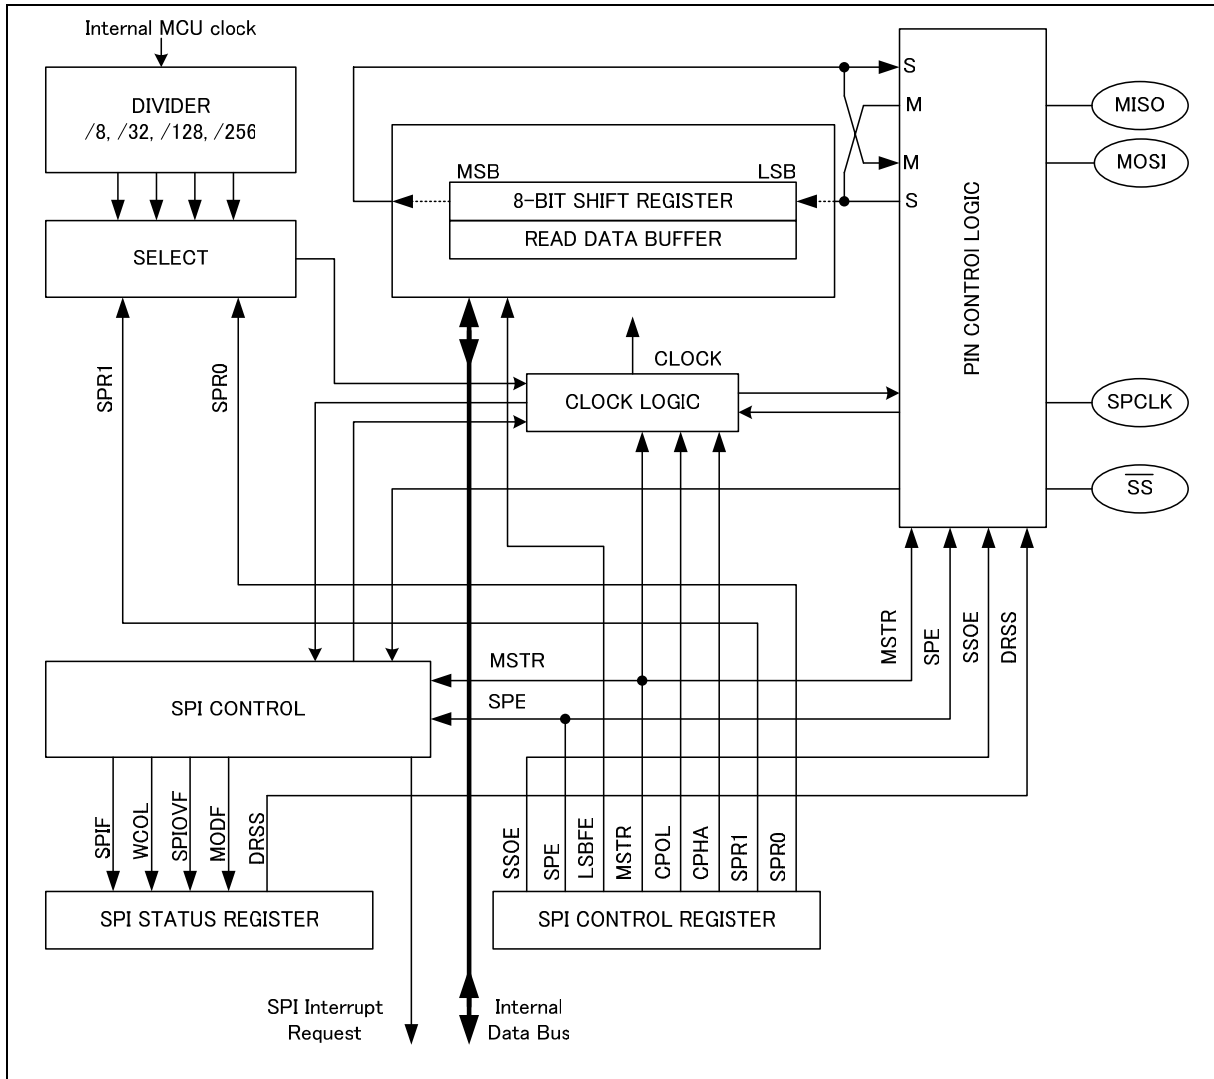 Internal MCU clock
DIVIDER
/8, /32, /128, /256
SELECT
MSB
LSB
8-BIT SHIFT REGISTER
READ DATA BUFFER
S
M
M
S
PIN CONTROl LOGIC
MISO
MOSI
SPCLK
SS
CLOCK
CLOCK LOGIC
SPR1
SPR0
MSTR
SPE
SSOE
DRSS
MSTR
SPE
SPI CONTROL
SPIF
WCOL
SPIOVF
MODF
DRSS
SSOE
SPE
LSBFE
MSTR
CPOL
CPHA
SPR1
SPR0
SPI STATUS REGISTER
SPI CONTROL REGISTER
SPI Interrupt
Request
Internal
Data Bus